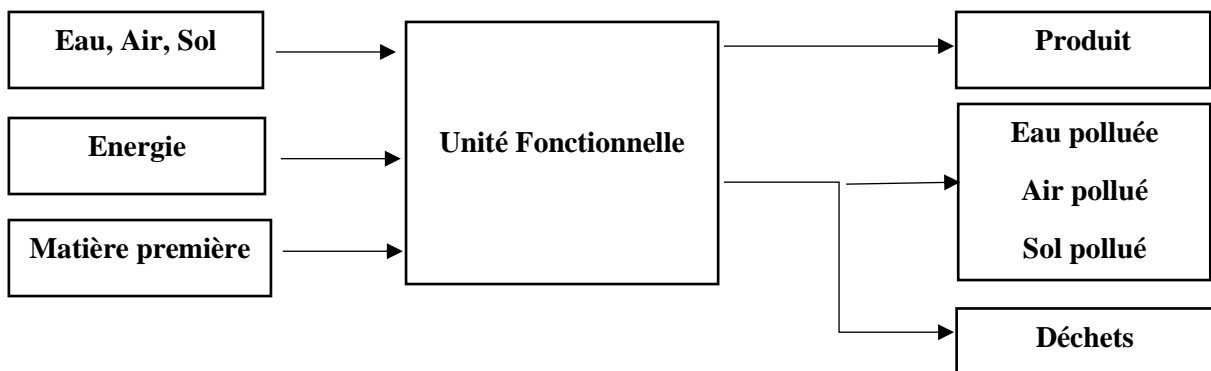 Eau, Air, Sol
Energie
Matière première
Unité Fonctionnelle
Produit
Eau polluée
Air pollué
Sol pollué
Déchets